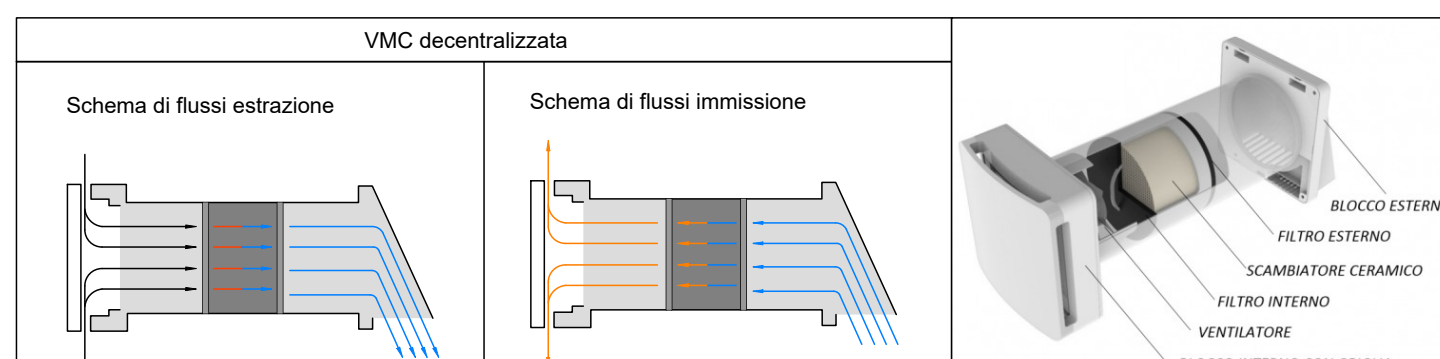 VMC decentralizzata
Schema di flussi estrazione
Schema di flussi immissione
BLOCCO ESTERN
FILTRO ESTERNO
SCAMBIATORE CERAMICO
FILTRO INTERNO
VENTILATORE